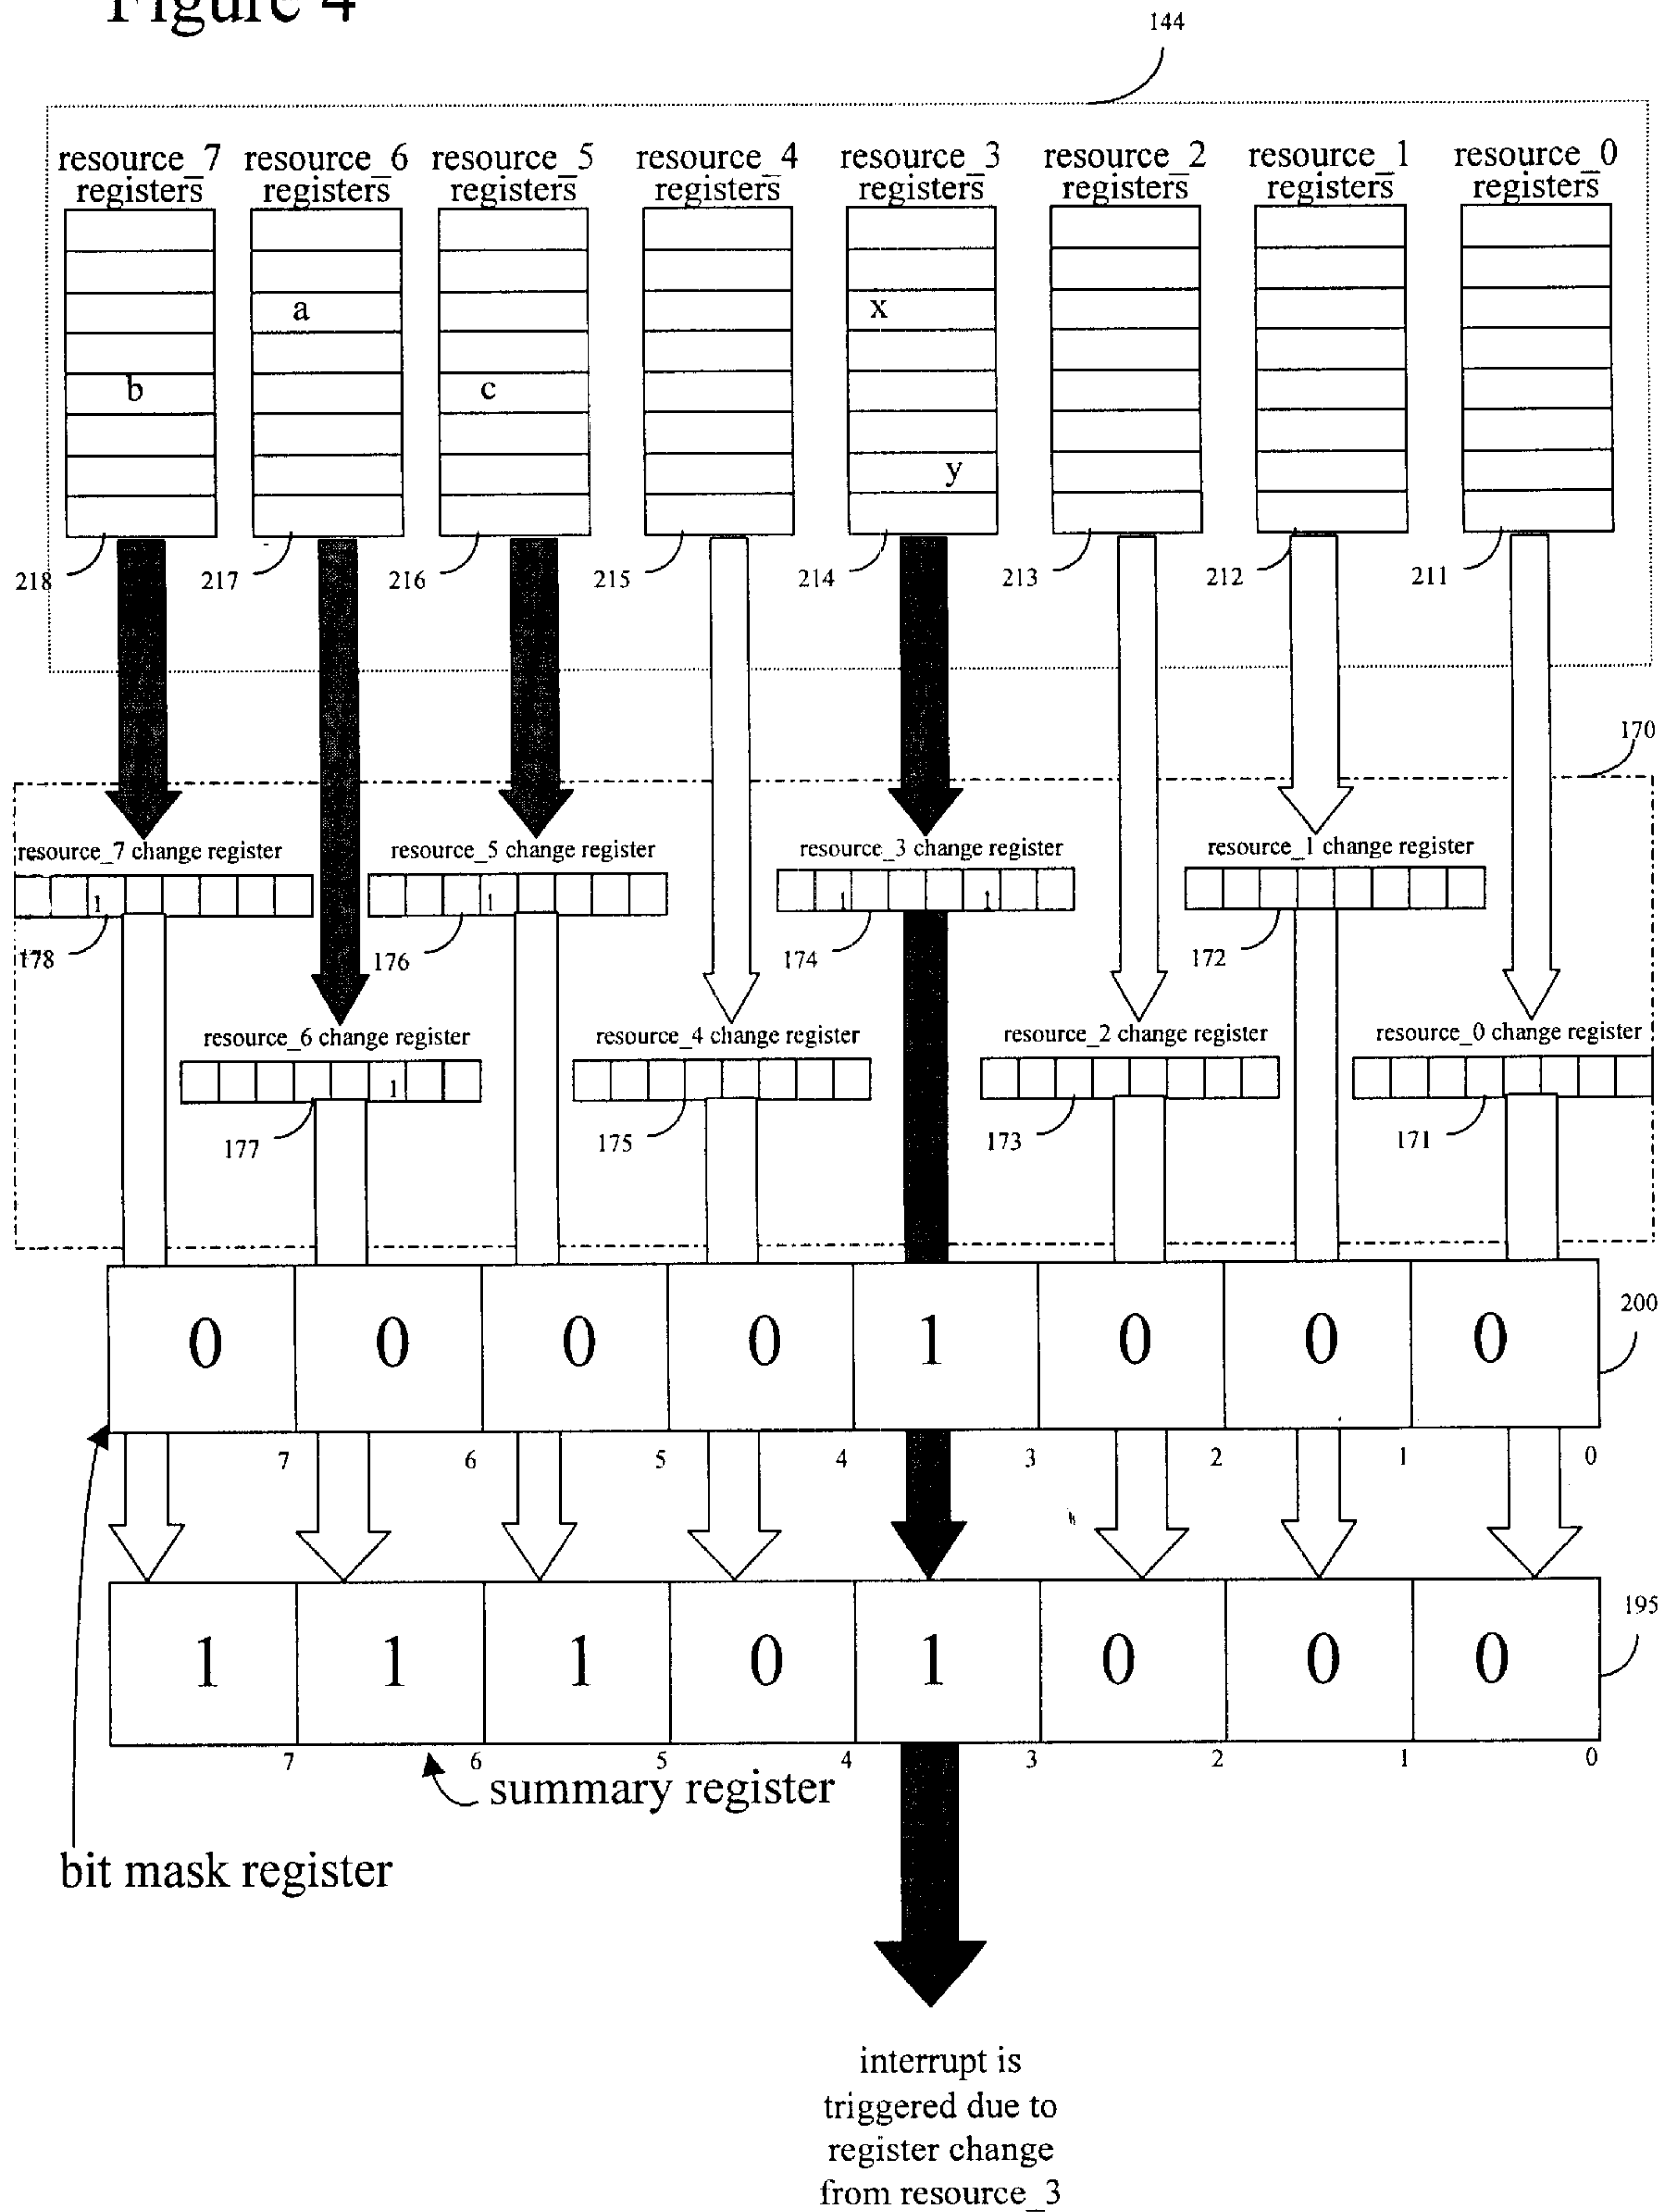 Figure 4
144
resource_7 registers
resource_6 registers
resource_5 registers
resource_4 registers
resource_3 registers
resource_2 registers
resource_1 registers
resource_0 registers
a
x
b
c
y
218
217
216
215
214
213
212
211
170
resource_7 change register
resource_5 change register
resource_3 change register
resource_1 change register
1
1
1 1
178
176
174
172
resource_6 change register
resource_4 change register
resource_2 change register
resource_0 change register
1
177
175
173
171
0 0 0 0 1 0 0 0
200
7 6 5 4 3 2 1 0
1 1 1 0 1 0 0 0
195
7 6 5 4 3 2 1 0
summary register
bit mask register
interrupt is
triggered due to
register change
from resource_3